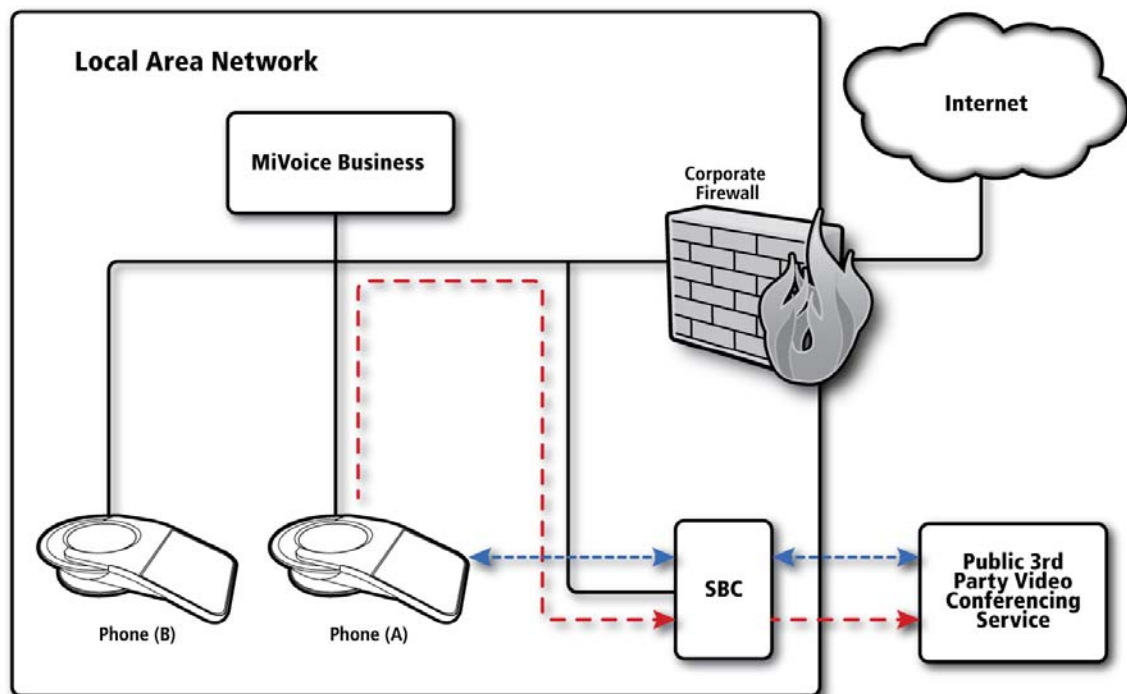 Local Area Network
Internet
MiVoice Business
Corporate
Firewall
Phone (B)
Phone (A)
SBC
Public 3rd
Party Video
Conferencing
Service